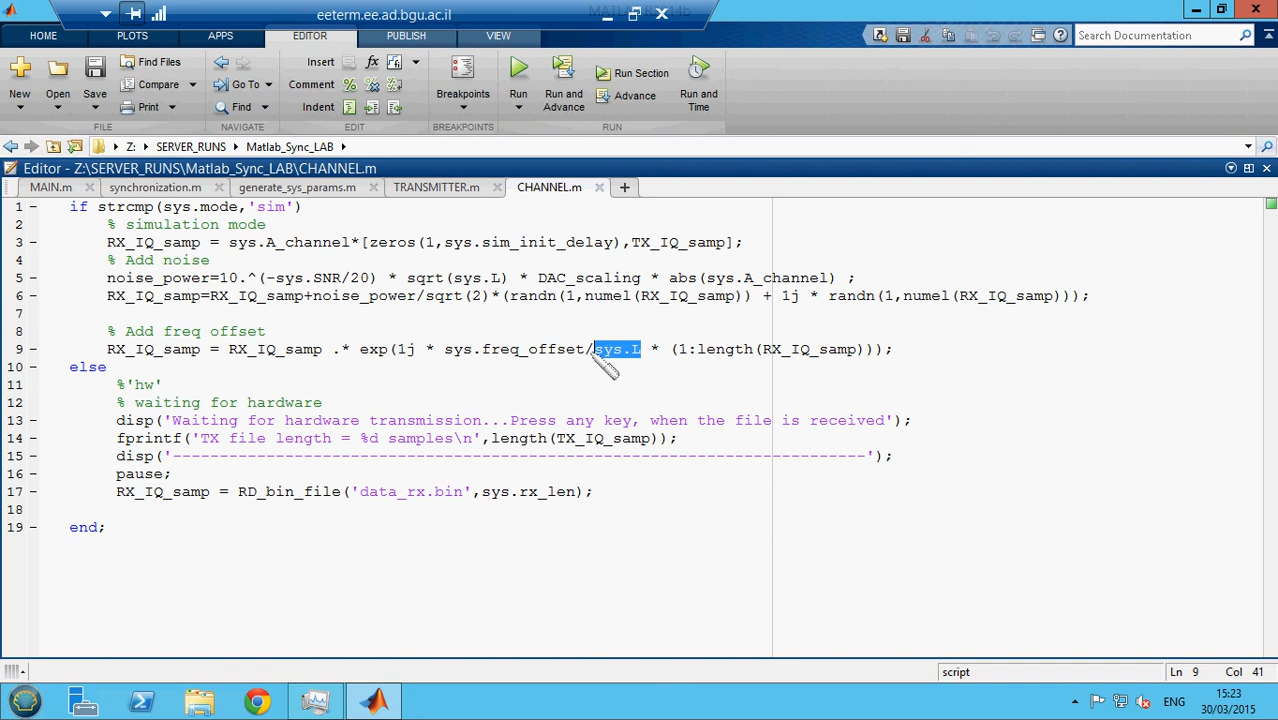 eeterm.ee.ad.bgu.ac.il
HOME PLOTS APPS EDITOR PUBLISH VIEW Search Documentation
Find Files Insert fx
New Open Save Compare Go To Comment Breakpoints Run Run and Advance Run Section Run and Time
Print Find Indent Advance
FILE NAVIGATE EDIT BREAKPOINTS RUN
Z: SERVER_RUNS Matlab_Sync_LAB
Editor - Z:\SERVER_RUNS\Matlab_Sync_LAB\CHANNEL.m
MAIN.m synchronization.m generate_sys_params.m TRANSMITTER.m CHANNEL.m
1 if strcmp(sys.mode,'sim')
2 % simulation mode
3 RX_IQ_samp = sys.A_channel*[zeros(1,sys.sim_init_delay),TX_IQ_samp];
4 % Add noise
5 noise_power=10.^(-sys.SNR/20) * sqrt(sys.L) * DAC_scaling * abs(sys.A_channel) ;
6 RX_IQ_samp=RX_IQ_samp+noise_power/sqrt(2)*(randn(1,numel(RX_IQ_samp)) + 1j * randn(1,numel(RX_IQ_samp)));
7
8 % Add freq offset
9 RX_IQ_samp = RX_IQ_samp .* exp(1j * sys.freq_offset/sys.L * (1:length(RX_IQ_samp)));
10 else
11 %'hw'
12 % waiting for hardware
13 disp('Waiting for hardware transmission...Press any key, when the file is received');
14 fprintf('TX file length = %d samples\n',length(TX_IQ_samp));
15 disp('--------------------------------------------------------------------------');
16 pause;
17 RX_IQ_samp = RD_bin_file('data_rx.bin',sys.rx_len);
18
19 end;
script Ln 9 Col 41
ENG 15:23
30/03/2015